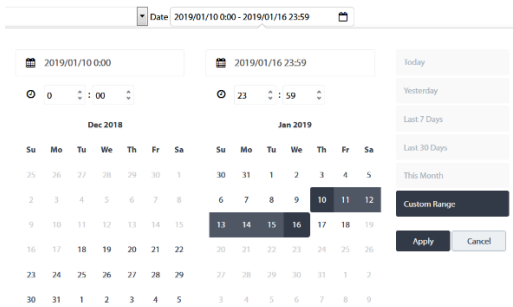 Date 2019/01/10 0:00 - 2019/01/16 23:59
2019/01/10 0:00
0 : 00
Dec 2018
Su Mo Tu We Th Fr Sa
25 26 27 28 29 30 1
2 3 4 5 6 7 8
9 10 11 12 13 14 15
16 17 18 19 20 21 22
23 24 25 26 27 28 29
30 31 1 2 3 4 5
2019/01/16 23:59
23 : 59
Jan 2019
Su Mo Tu We Th Fr Sa
30 31 1 2 3 4 5
6 7 8 9 10 11 12
13 14 15 16 17 18 19
20 21 22 23 24 25 26
27 28 29 30 31 1 2
3 4 5 6 7 8 9
Today
Yesterday
Last 7 Days
Last 30 Days
This Month
Custom Range
Apply Cancel